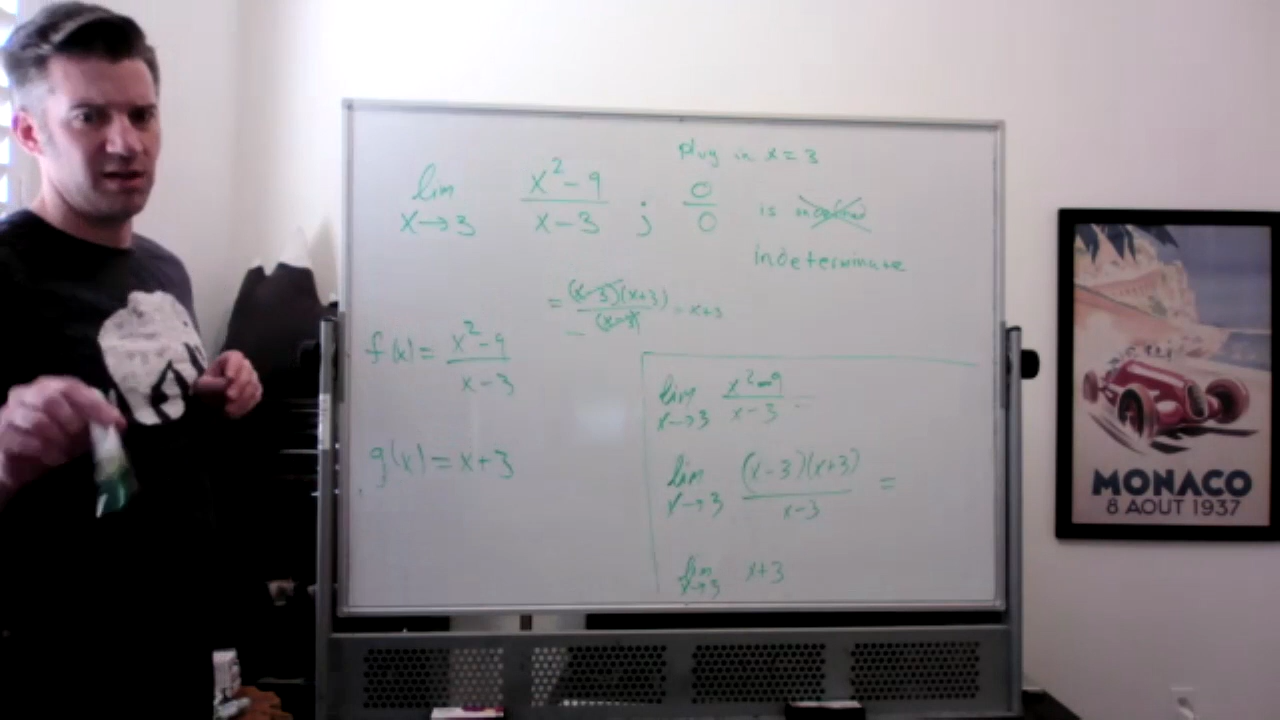 plug in x = 3
lim x→3 x²-9 / x-3 ; 0/0 is
indeterminate
= (x-3)(x+3) / (x-3) = x+3
f(x) = x²-9 / x-3
g(x) = x+3
lim x→3 x²-9 / x-3
lim x→3 (x-3)(x+3) / x-3 =
lim x→3 x+3
MONACO
8 AOUT 1937